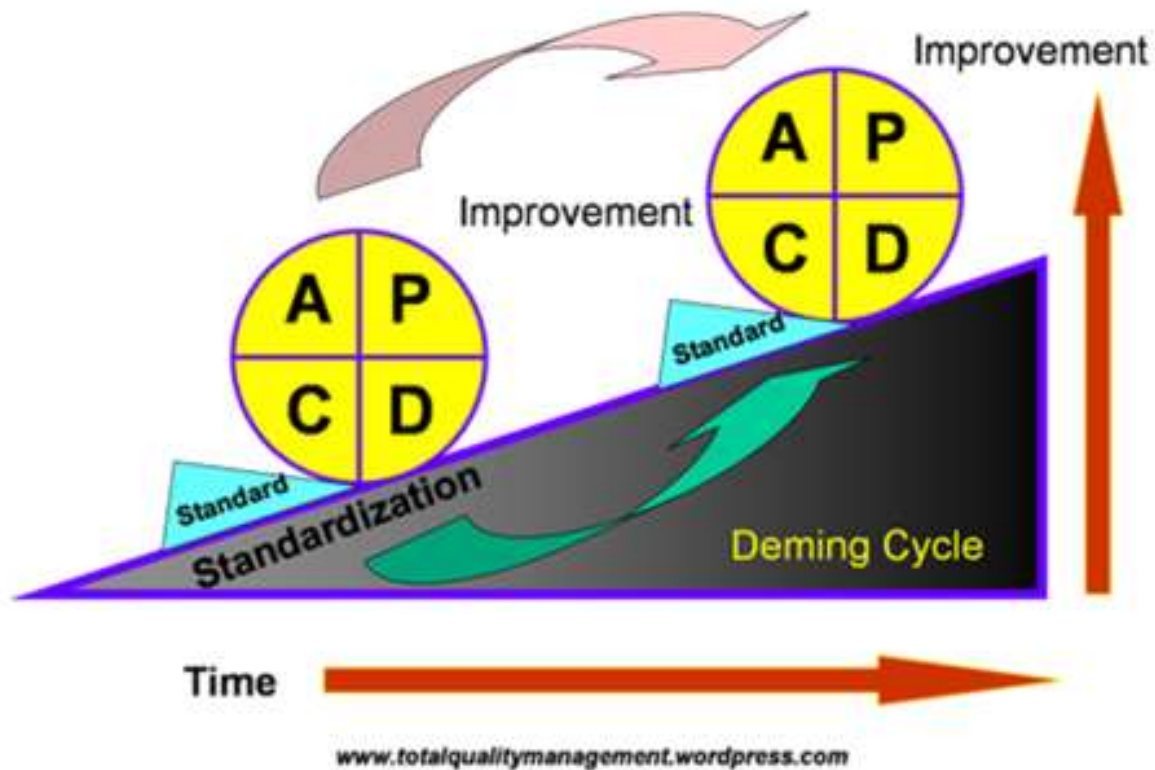 Improvement
A P
C D
Improvement
A P
C D
Standard
Standard
Standardization
Deming Cycle
Time
www.totalqualitymanagement.wordpress.com